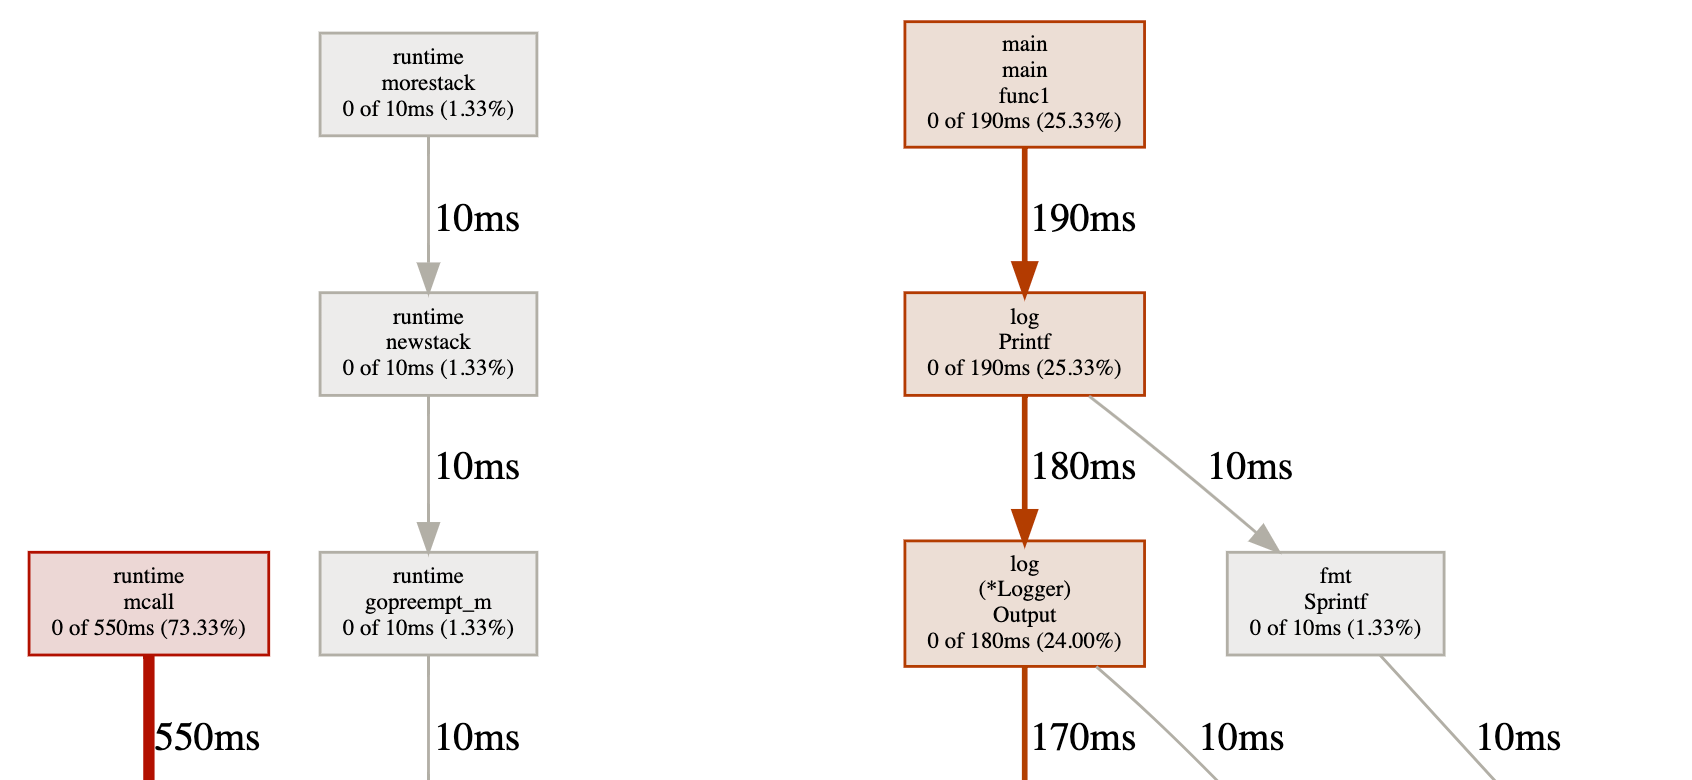 runtime
morestack
0 of 10ms (1.33%)
main
main
func1
0 of 190ms (25.33%)
10ms
190ms
runtime
newstack
0 of 10ms (1.33%)
log
Printf
0 of 190ms (25.33%)
10ms
180ms
10ms
runtime
mcall
0 of 550ms (73.33%)
runtime
gopreempt_m
0 of 10ms (1.33%)
log
(*Logger)
Output
0 of 180ms (24.00%)
fmt
Sprintf
0 of 10ms (1.33%)
550ms
10ms
170ms
10ms
10ms